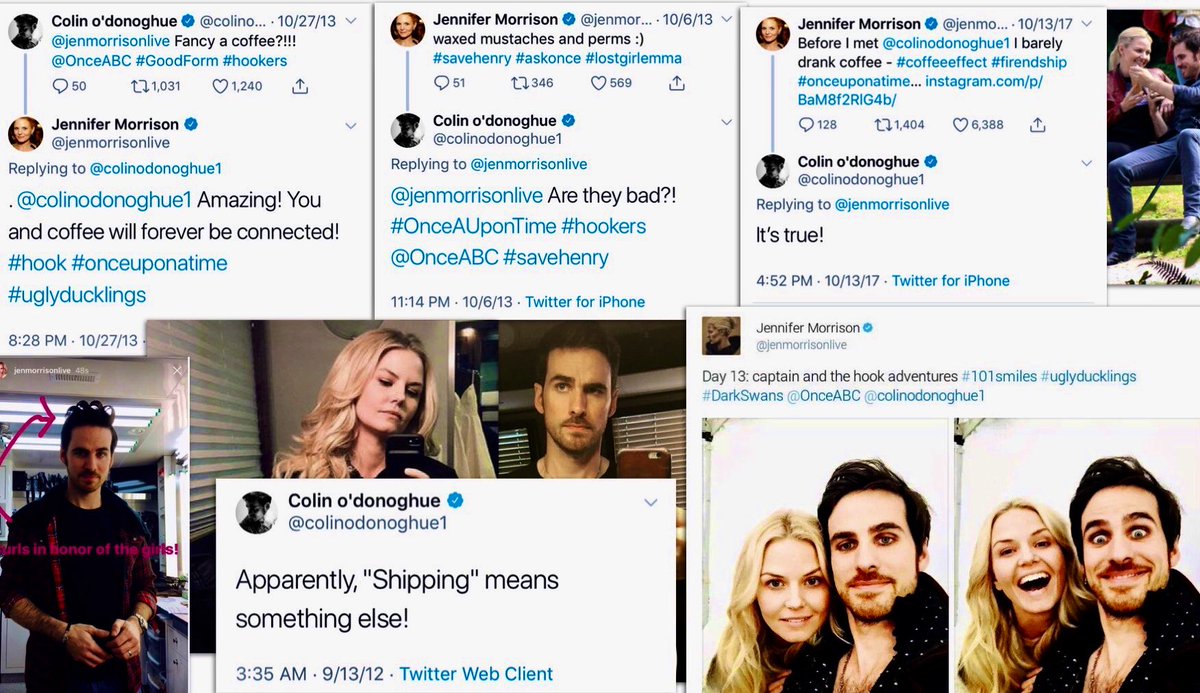 Colin o'donoghue @colino... · 10/27/13
@jenmorrisonlive Fancy a coffee?!!!
@OnceABC #GoodForm #hookers
50 1,031 1,240
Jennifer Morrison
@jenmorrisonlive
Replying to @colinodonoghue1
. @colinodonoghue1 Amazing! You
and coffee will forever be connected!
#hook #onceuponatime
#uglyducklings
8:28 PM · 10/27/13 ·
Jennifer Morrison @jenmor... · 10/6/13
waxed mustaches and perms :)
#savehenry #askonce #lostgirlemma
51 346 569
Colin o'donoghue
@colinodonoghue1
Replying to @jenmorrisonlive
@jenmorrisonlive Are they bad?!
#OnceAUponTime #hookers
@OnceABC #savehenry
11:14 PM · 10/6/13 · Twitter for iPhone
Jennifer Morrison @jenmo... · 10/13/17
Before I met @colinodonoghue1 I barely
drank coffee - #coffeeeffect #firendship
#onceuponatime... instagram.com/p/
BaM8f2RlG4b/
128 1,404 6,388
Colin o'donoghue
@colinodonoghue1
Replying to @jenmorrisonlive
It's true!
4:52 PM · 10/13/17 · Twitter for iPhone
jenmorrisonlive 48s
urls in honor of the girls!
Colin o'donoghue
@colinodonoghue1
Apparently, "Shipping" means
something else!
3:35 AM · 9/13/12 · Twitter Web Client
Jennifer Morrison
@jenmorrisonlive
Day 13: captain and the hook adventures #101smiles #uglyducklings
#DarkSwans @OnceABC @colinodonoghue1